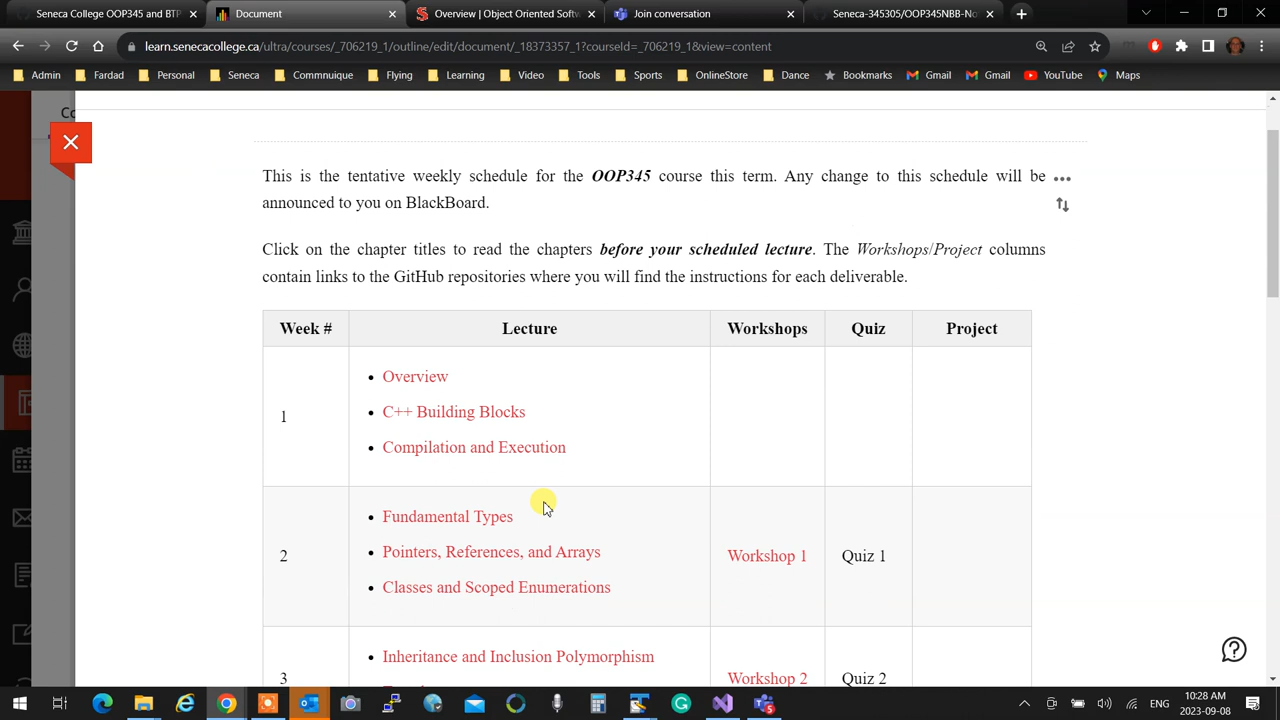 Seneca College OOP345 and BTP
Document
Overview | Object Oriented Softw
Join conversation
Seneca-345305/OOP345NBB-No
learn.senecacollege.ca/ultra/courses/_706219_1/outline/edit/document/_18373357_1?courseId=_706219_1&view=content
Admin Fardad Personal Seneca Commnuique Flying Learning Video Tools Sports OnlineStore Dance Bookmarks Gmail Gmail YouTube Maps
This is the tentative weekly schedule for the OOP345 course this term. Any change to this schedule will be
announced to you on BlackBoard.
Click on the chapter titles to read the chapters before your scheduled lecture. The Workshops/Project columns
contain links to the GitHub repositories where you will find the instructions for each deliverable.
Week # Lecture Workshops Quiz Project
Overview
1
C++ Building Blocks
Compilation and Execution
Fundamental Types
2
Pointers, References, and Arrays
Workshop 1
Quiz 1
Classes and Scoped Enumerations
Inheritance and Inclusion Polymorphism
3
Workshop 2
Quiz 2
ENG
10:28 AM
2023-09-08